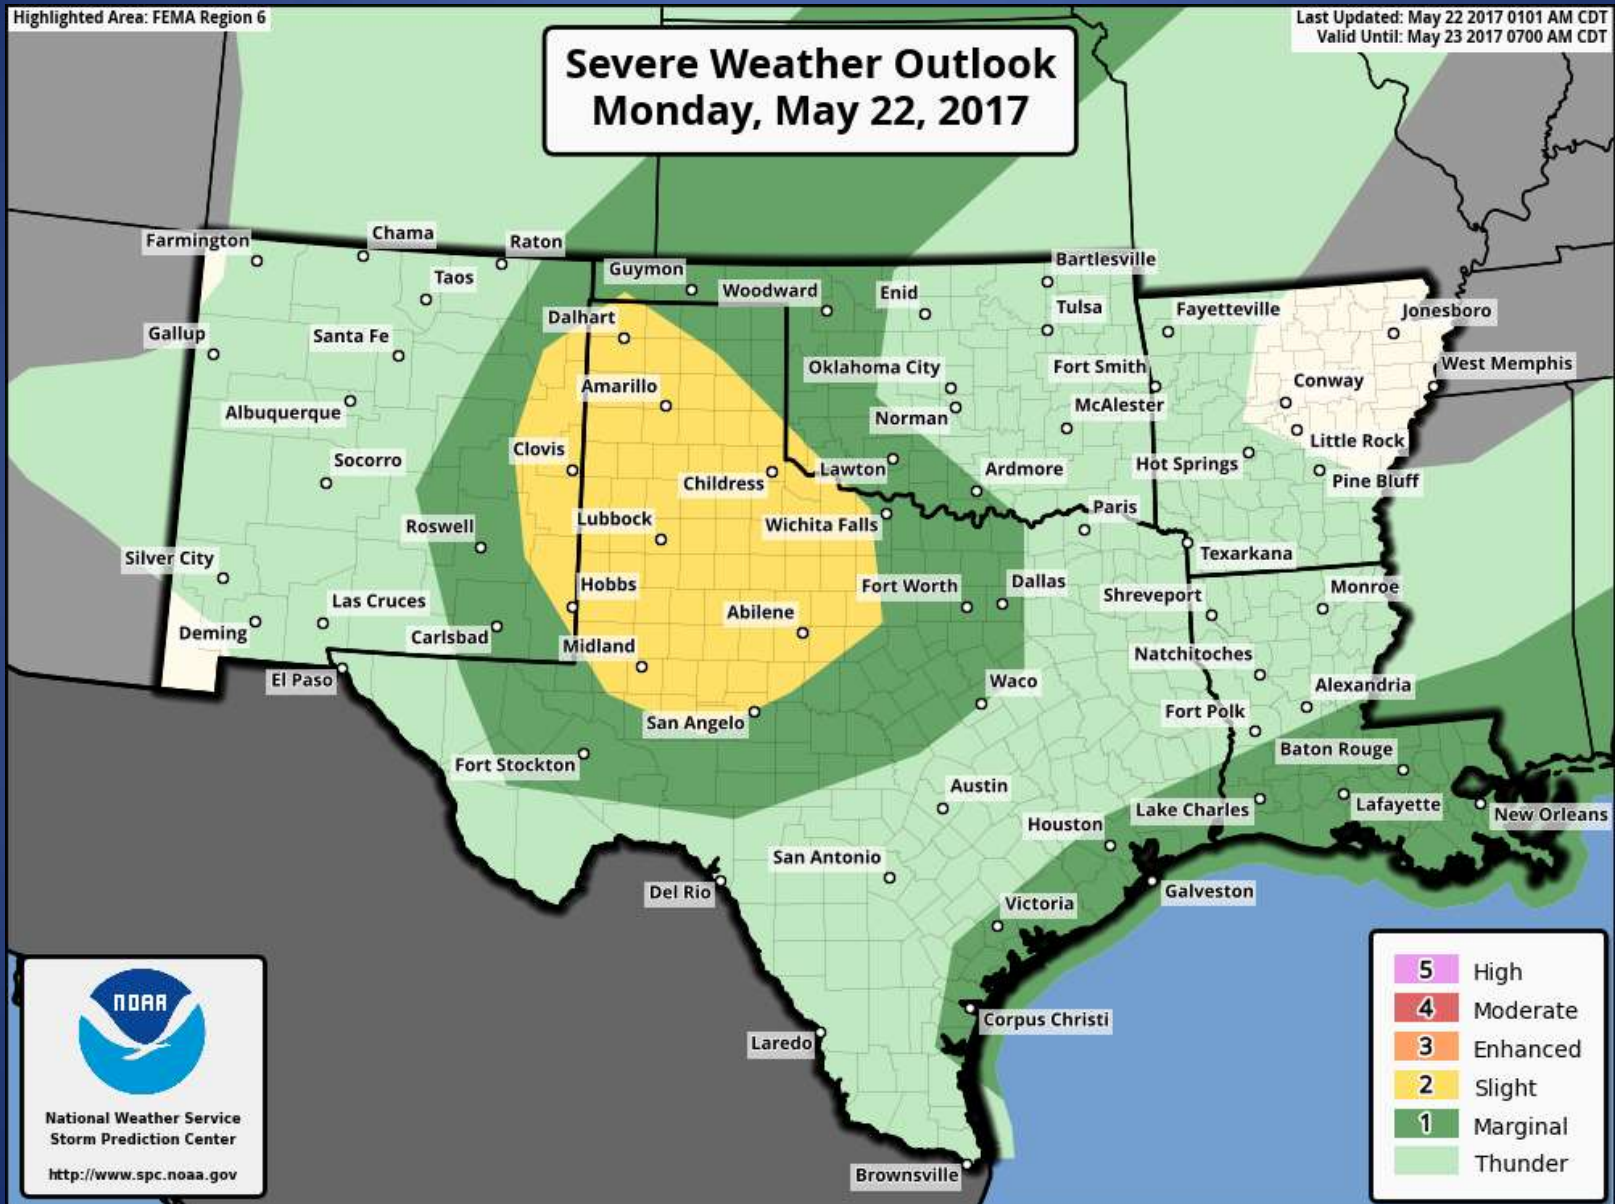 Highlighted Area: FEMA Region 6
Last Updated: May 22 2017 0101 AM CDT
Valid Until: May 23 2017 0700 AM CDT
Severe Weather Outlook
Monday, May 22, 2017
Farmington
Chama
Raton
Taos
Guymon
Woodward
Enid
Bartlesville
Tulsa
Fayetteville
Jonesboro
Gallup
Santa Fe
Dalhart
Oklahoma City
Fort Smith
West Memphis
Amarillo
Conway
Albuquerque
Norman
McAlester
Little Rock
Clovis
Socorro
Childress
Lawton
Ardmore
Hot Springs
Pine Bluff
Roswell
Lubbock
Wichita Falls
Paris
Texarkana
Silver City
Hobbs
Fort Worth
Dallas
Shreveport
Monroe
Las Cruces
Deming
Carlsbad
Abilene
Midland
Natchitoches
El Paso
Waco
Alexandria
San Angelo
Fort Polk
Fort Stockton
Baton Rouge
Austin
Lake Charles
Lafayette
New Orleans
Houston
San Antonio
Del Rio
Galveston
Victoria
Corpus Christi
Laredo
Brownsville
NOAA
National Weather Service
Storm Prediction Center
http://www.spc.noaa.gov
5 High
4 Moderate
3 Enhanced
2 Slight
1 Marginal
Thunder